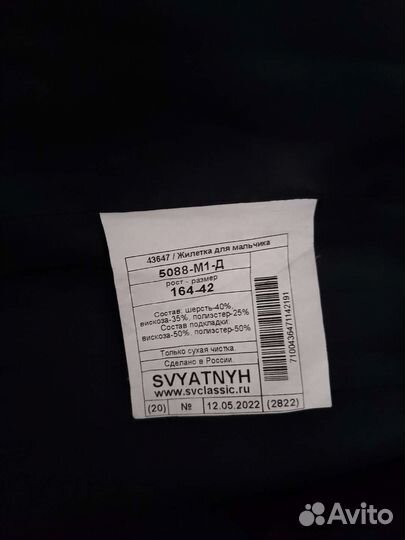 43647 / Жилетка для мальчика
5088-М1-Д
рост - размер
164-42
Состав: шерсть-40%,
вискоза-35%, полиэстер-25%
Состав подкладки:
вискоза-50%, полиэстер-50%
Только сухая чистка.
Сделано в России.
SVYATNYH
www.svclassic.ru
(20) № 12.05.2022 (2822)
7100436471142191
Avito